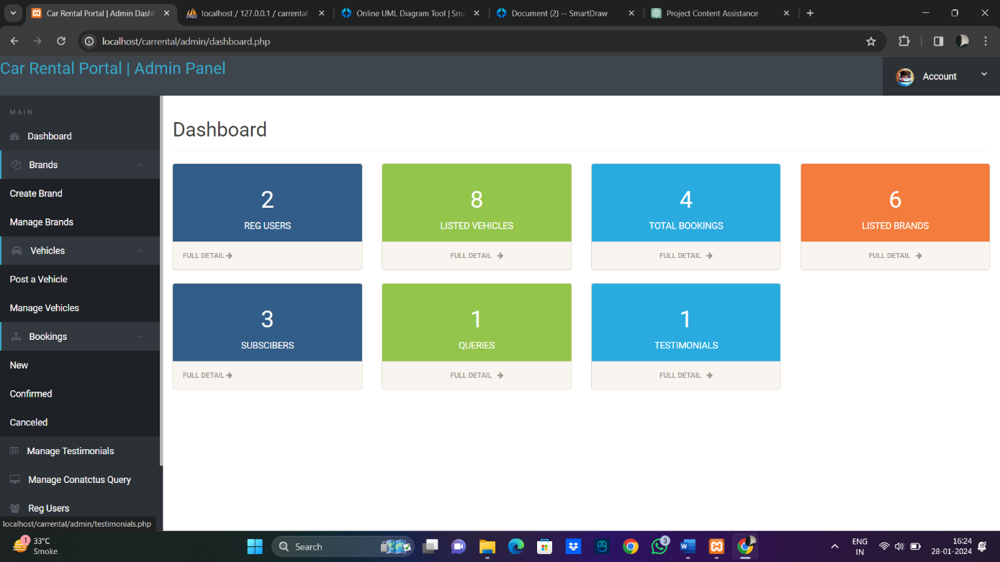 Car Rental Portal | Admin Dashb
localhost / 127.0.0.1 / carrental
Online UML Diagram Tool | Sma
Document (2) -- SmartDraw
Project Content Assistance
localhost/carrental/admin/dashboard.php
Car Rental Portal | Admin Panel
Account
MAIN
Dashboard
Brands
Create Brand
Manage Brands
Vehicles
Post a Vehicle
Manage Vehicles
Bookings
New
Confirmed
Canceled
Manage Testimonials
Manage Conatctus Query
Reg Users
localhost/carrental/admin/testimonials.php
Dashboard
2
REG USERS
FULL DETAIL
8
LISTED VEHICLES
FULL DETAIL
4
TOTAL BOOKINGS
FULL DETAIL
6
LISTED BRANDS
FULL DETAIL
3
SUBSCIBERS
FULL DETAIL
1
QUERIES
FULL DETAIL
1
TESTIMONIALS
FULL DETAIL
1
33°C
Smoke
Search
3
ENG
IN
16:24
28-01-2024